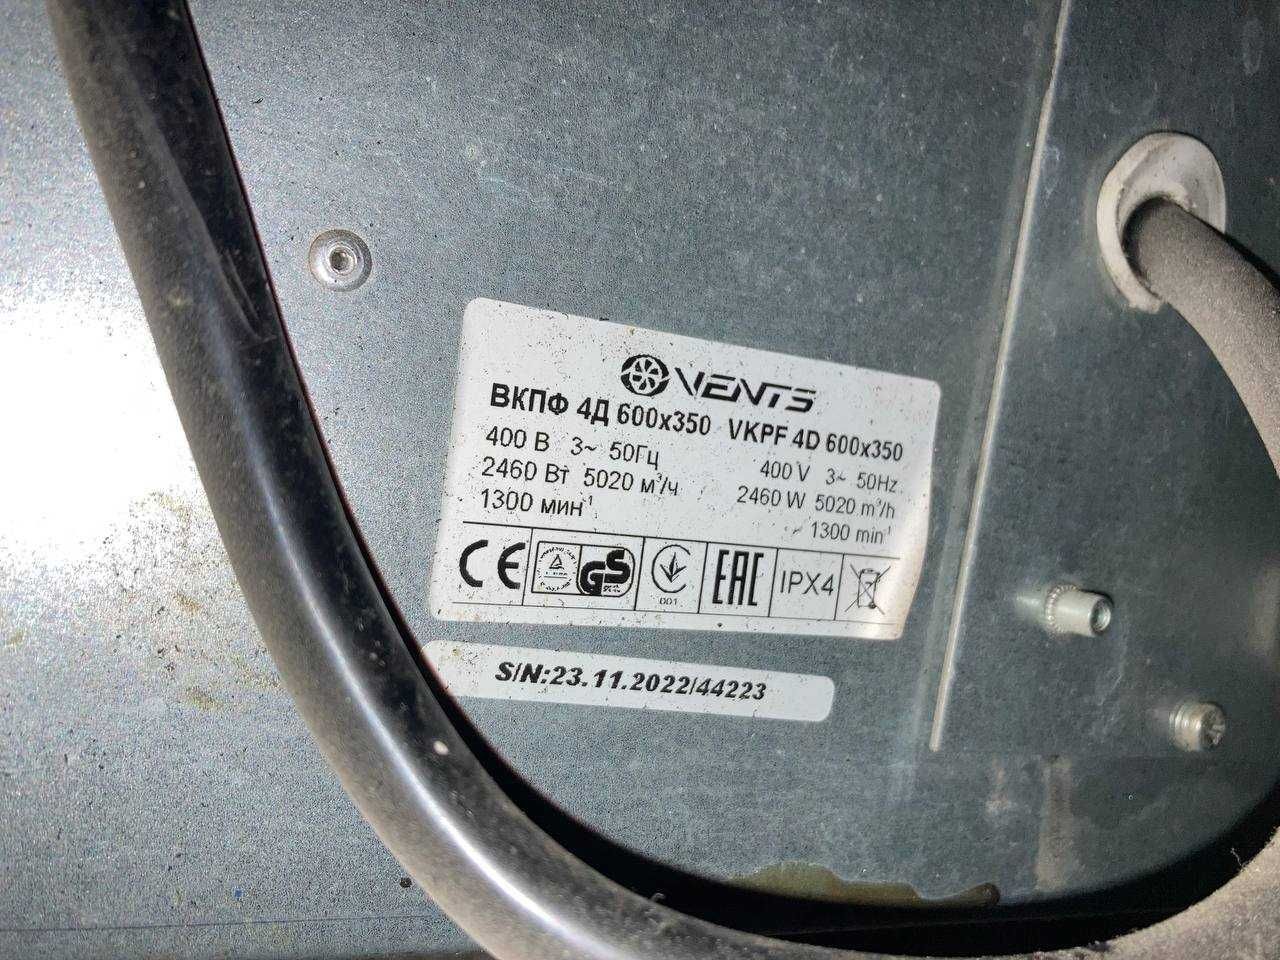 VENTS
ВКПФ 4Д 600x350 VKPF 4D 600x350
400 В 3~ 50Гц 400 V 3~ 50Hz
2460 Вт 5020 м³/ч 2460 W 5020 m³/h
1300 мин⁻¹ 1300 min⁻¹
CE GS 001 EAC IPX4
S/N:23.11.2022/44223